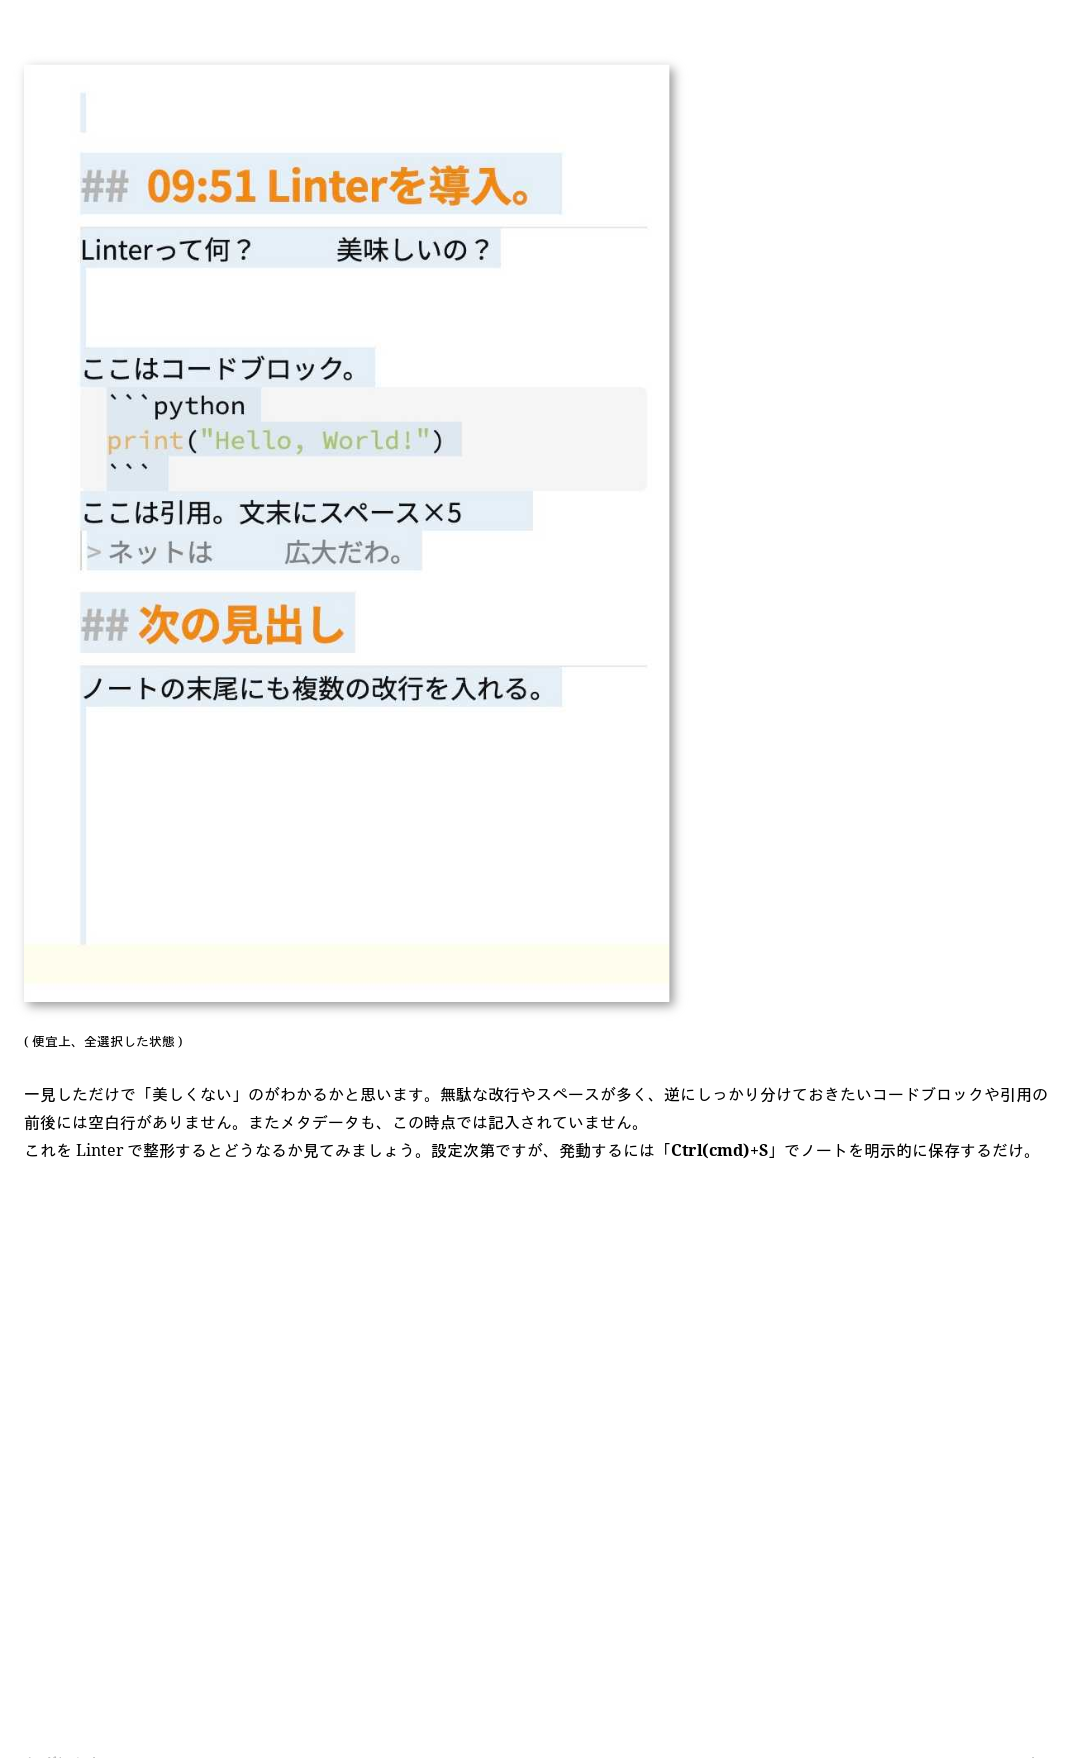 ## 09:51 Linterを導入。
Linterって何？　　　美味しいの？
ここはコードブロック。
```python
print("Hello, World!")
```
ここは引用。文末にスペース×5
> ネットは　　　広大だわ。
## 次の見出し
ノートの末尾にも複数の改行を入れる。
( 便宜上、全選択した状態 )
一見しただけで「美しくない」のがわかるかと思います。無駄な改行やスペースが多く、逆にしっかり分けておきたいコードブロックや引用の
前後には空白行がありません。またメタデータも、この時点では記入されていません。
これを Linter で整形するとどうなるか見てみましょう。設定次第ですが、発動するには「Ctrl(cmd)+S」でノートを明示的に保存するだけ。